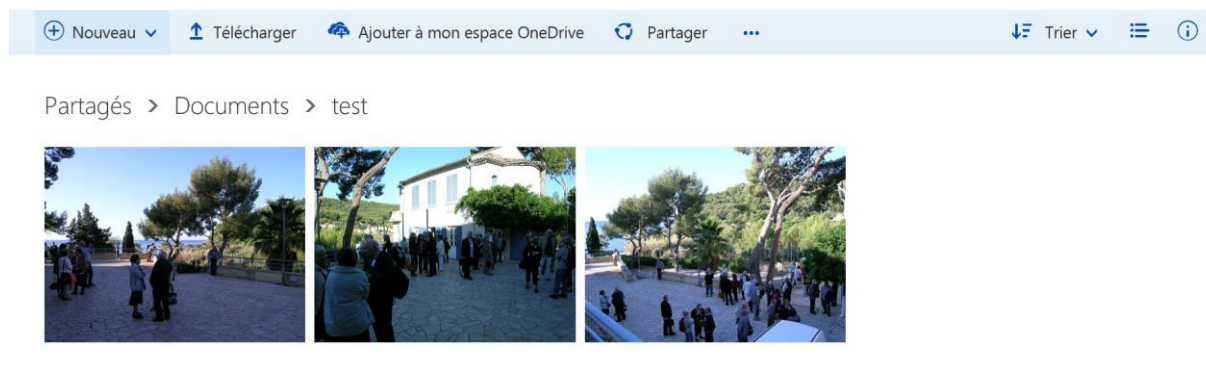 Nouveau Télécharger Ajouter à mon espace OneDrive Partager ... Trier
Partagés > Documents > test